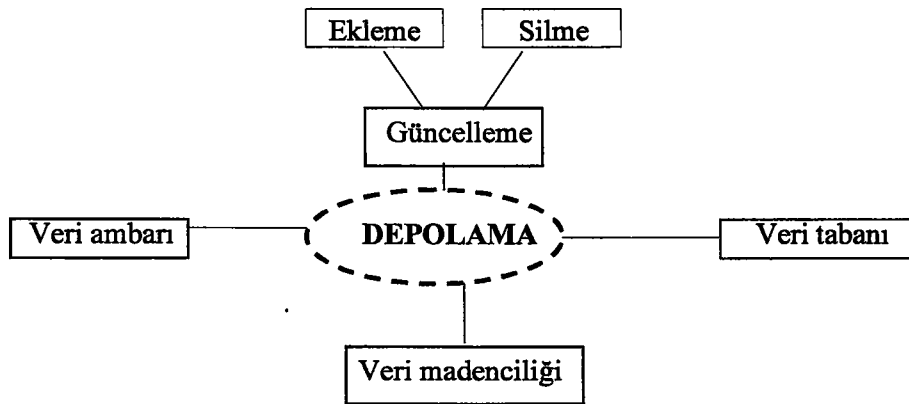 Ekleme
Silme
Güncelleme
Veri ambarı
DEPOLAMA
Veri tabanı
Veri madenciliği